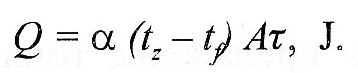 Q = α (t_z – t_f) Aτ, J.